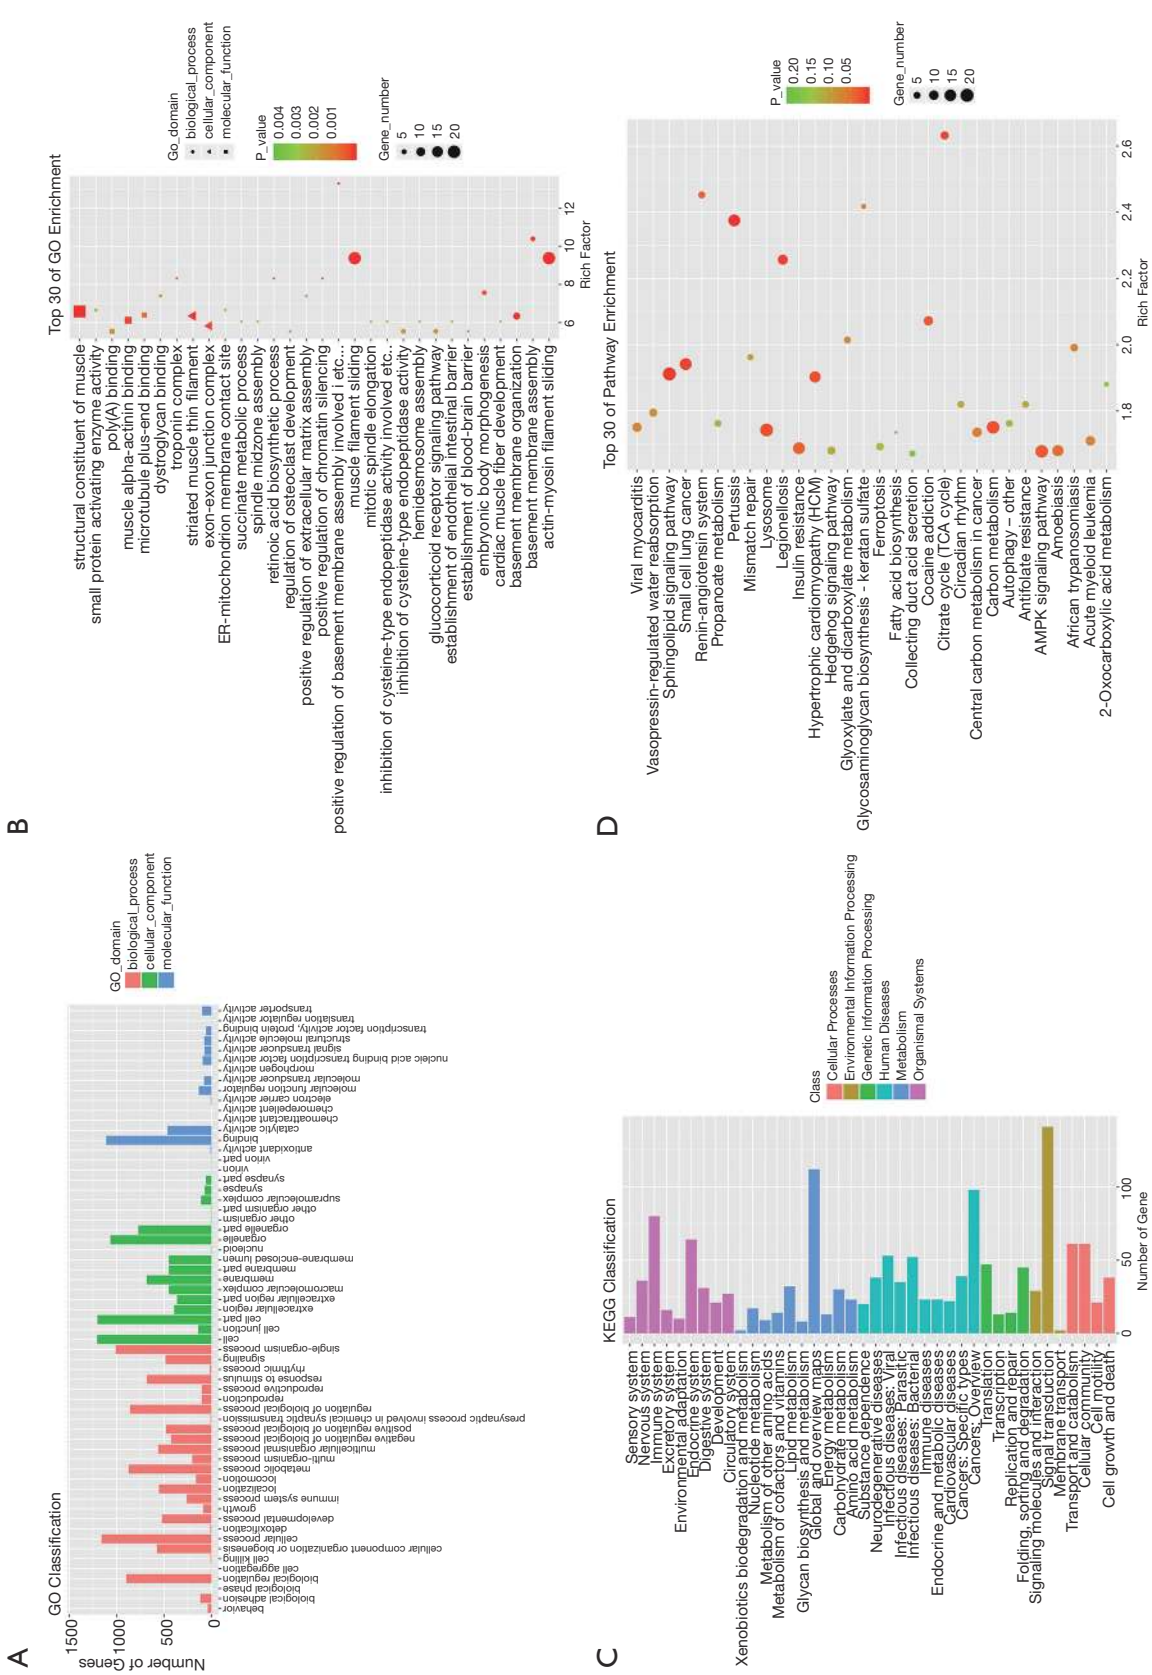 A
GO Classification
Number of Genes
1500
1000
500
0
behavior
biological adhesion
biological phase
biological regulation
cell aggregation
cell killing
cellular component organization or biogenesis
cellular process
detoxification
developmental process
growth
immune system process
localization
locomotion
metabolic process
multi-organism process
multicellular organismal process
negative regulation of biological process
positive regulation of biological process
presynaptic process involved in chemical synaptic transmission
regulation of biological process
reproduction
reproductive process
response to stimulus
rhythmic process
signaling
single-organism process
cell
cell junction
cell part
extracellular region
extracellular region part
macromolecular complex
membrane
membrane part
membrane-enclosed lumen
nucleoid
organelle
organelle part
other organism
other organism part
supramolecular complex
synapse
synapse part
virion
virion part
antioxidant activity
binding
catalytic activity
chemoattractant activity
chemorepellent activity
electron carrier activity
molecular function regulator
molecular transducer activity
morphogen activity
nucleic acid binding transcription factor activity
signal transducer activity
structural molecule activity
transcription factor activity, protein binding
translation regulator activity
transporter activity
GO_domain
biological_process
cellular_component
molecular_function
B
Top 30 of GO Enrichment
structural constituent of muscle
small protein activating enzyme activity
poly(A) binding
muscle alpha-actinin binding
microtubule plus-end binding
dystroglycan binding
troponin complex
striated muscle thin filament
exon-exon junction complex
ER-mitochondrion membrane contact site
succinate metabolic process
spindle midzone assembly
retinoic acid biosynthetic process
regulation of osteoclast development
positive regulation of extracellular matrix assembly
positive regulation of chromatin silencing
positive regulation of basement membrane assembly involved i etc...
muscle filament sliding
mitotic spindle elongation
inhibition of cysteine-type endopeptidase activity involved etc..
inhibition of cysteine-type endopeptidase activity
hemidesmosome assembly
glucocorticoid receptor signaling pathway
establishment of endothelial intestinal barrier
establishment of blood-brain barrier
embryonic body morphogenesis
cardiac muscle fiber development
basement membrane organization
basement membrane assembly
actin-myosin filament sliding
6
8
10
12
Rich Factor
Go_domain
biological_process
cellular_component
molecular_function
P_value
0.004
0.003
0.002
0.001
Gene_number
5
10
15
20
C
KEGG Classification
Sensory system
Nervous system
Immune system
Excretory system
Environmental adaptation
Endocrine system
Digestive system
Development
Circulatory system
Xenobiotics biodegradation and metabolism
Nucleotide metabolism
Metabolism of other amino acids
Metabolism of cofactors and vitamins
Lipid metabolism
Glycan biosynthesis and metabolism
Global and overview maps
Energy metabolism
Carbohydrate metabolism
Amino acid metabolism
Substance dependence
Neurodegenerative diseases
Infectious diseases: Viral
Infectious diseases: Parasitic
Infectious diseases: Bacterial
Immune diseases
Endocrine and metabolic diseases
Cardiovascular diseases
Cancers: Specific types
Cancers: Overview
Translation
Transcription
Replication and repair
Folding, sorting and degradation
Signaling molecules and interaction
Signal transduction
Membrane transport
Transport and catabolism
Cellular community
Cell motility
Cell growth and death
0
50
100
Number of Gene
Class
Cellular Processes
Environmental Information Processing
Genetic Information Processing
Human Diseases
Metabolism
Organismal Systems
D
Top 30 of Pathway Enrichment
Viral myocarditis
Vasopressin-regulated water reabsorption
Sphingolipid signaling pathway
Small cell lung cancer
Renin-angiotensin system
Propanoate metabolism
Pertussis
Mismatch repair
Lysosome
Legionellosis
Insulin resistance
Hypertrophic cardiomyopathy (HCM)
Hedgehog signaling pathway
Glyoxylate and dicarboxylate metabolism
Glycosaminoglycan biosynthesis - keratan sulfate
Ferroptosis
Fatty acid biosynthesis
Collecting duct acid secretion
Cocaine addiction
Citrate cycle (TCA cycle)
Circadian rhythm
Central carbon metabolism in cancer
Carbon metabolism
Autophagy – other
Antifolate resistance
AMPK signaling pathway
Amoebiasis
African trypanosomiasis
Acute myeloid leukemia
2-Oxocarboxylic acid metabolism
1.8
2.0
2.2
2.4
2.6
Rich Factor
P_value
0.20
0.15
0.10
0.05
Gene_number
5
10
15
20